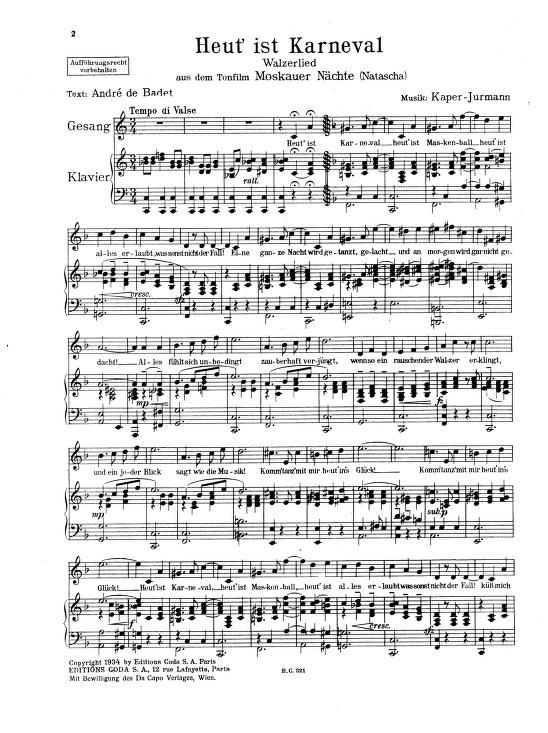 2
Heut' ist Karneval
Walzerlied
aus dem Tonfilm Moskauer Nächte (Natascha)
Aufführungsrecht
vorbehalten
Text: André de Badet
Musik: Kaper-Jurmann
Tempo di Valse
Gesang
Heut' ist Kar-ne-val heut' ist Mas-ken-ball heut' ist
Klavier
rall.
al-les er-laubt, was sonst nicht der Fall! Ei-ne gan-ze Nacht wird ge-tanzt, gelacht und an mor-gen wird gar nicht ge-
cresc.
sfz
dacht! Al-les fühlt sich un-be-dingt zau-ber-haft ver-jüngt, wenn so ein rauschender Wal-zer er-klingt,
mp
fz
und ein je-der Blick sagt wie die Mu-sik! Komm' tanz' mit mir heut' in's Glück! Komm' tanz' mit mir heut' in's
mp
sub. p
Glück! Heut' ist Kar-ne-val, heut' ist Mas-ken-ball, heut' ist al-les er-laubt was sonst nicht der Fall! küß mich
cresc.
Copyright 1934 by Editions Coda S. A. Paris
EDITIONS CODA S. A., 12 rue Lafayette, Paris
Mit Bewilligung des Da Capo Verlages, Wien.
E. C. 321